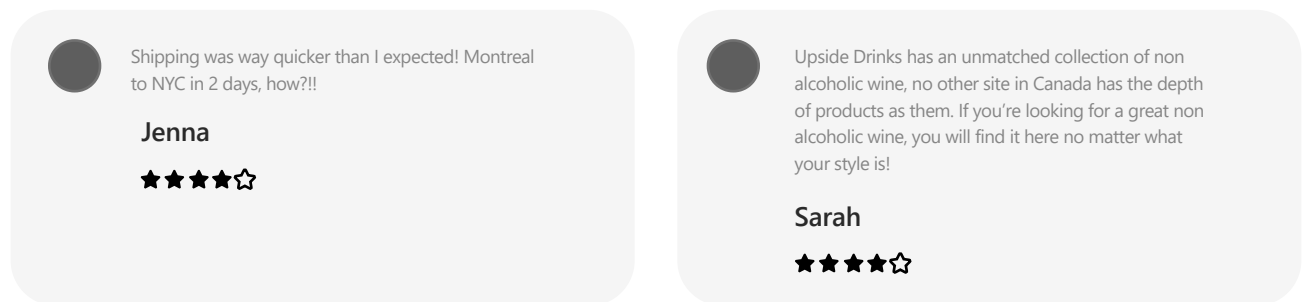 Shipping was way quicker than I expected! Montreal
to NYC in 2 days, how?!!
Jenna
Upside Drinks has an unmatched collection of non
alcoholic wine, no other site in Canada has the depth
of products as them. If you’re looking for a great non
alcoholic wine, you will find it here no matter what
your style is!
Sarah